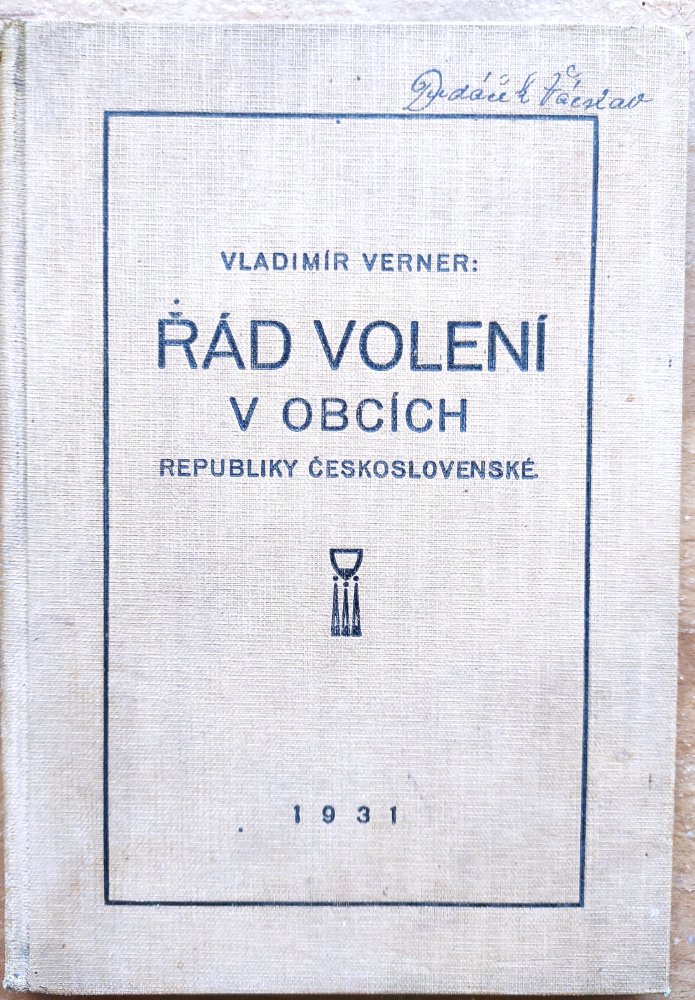 Václav
VLADIMÍR VERNER:
ŘÁD VOLENÍ
V OBCÍCH
REPUBLIKY ČESKOSLOVENSKÉ.
1931